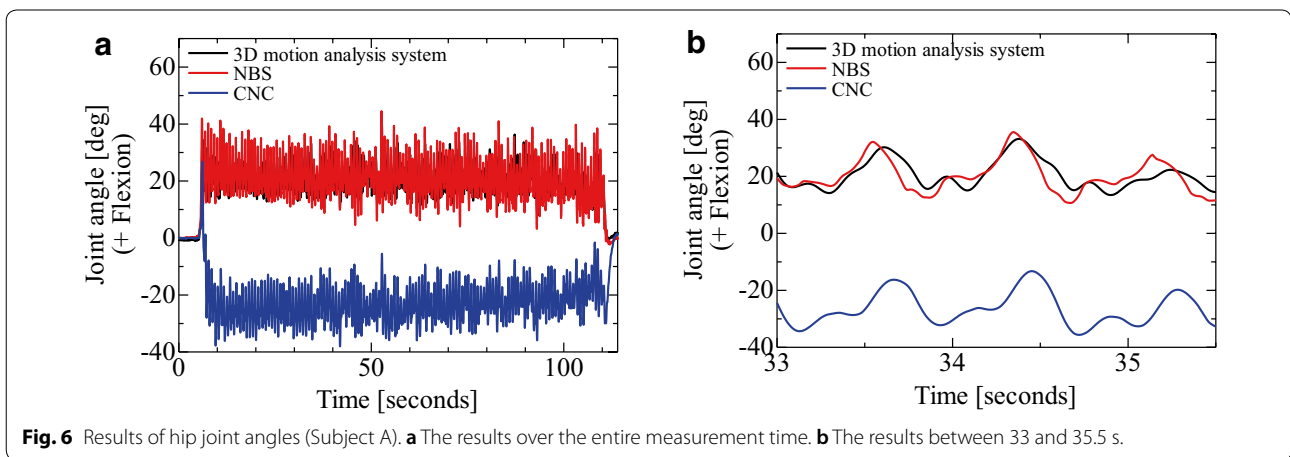 a
3D motion analysis system
NBS
CNC
Joint angle [deg]
(+ Flexion)
60
40
20
0
-20
-40
0
50
100
Time [seconds]
b
3D motion analysis system
NBS
CNC
Joint angle [deg]
(+ Flexion)
60
40
20
0
-20
-40
33
34
35
Time [seconds]
Fig. 6 Results of hip joint angles (Subject A). a The results over the entire measurement time. b The results between 33 and 35.5 s.